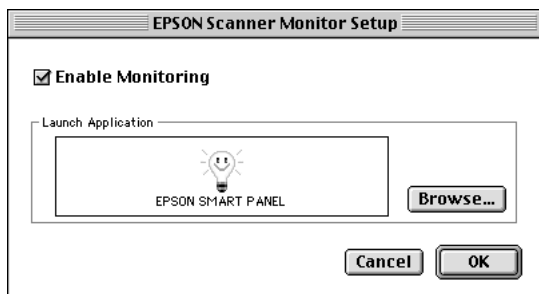 EPSON Scanner Monitor Setup
Enable Monitoring
Launch Application
EPSON SMART PANEL
Browse...
Cancel
OK